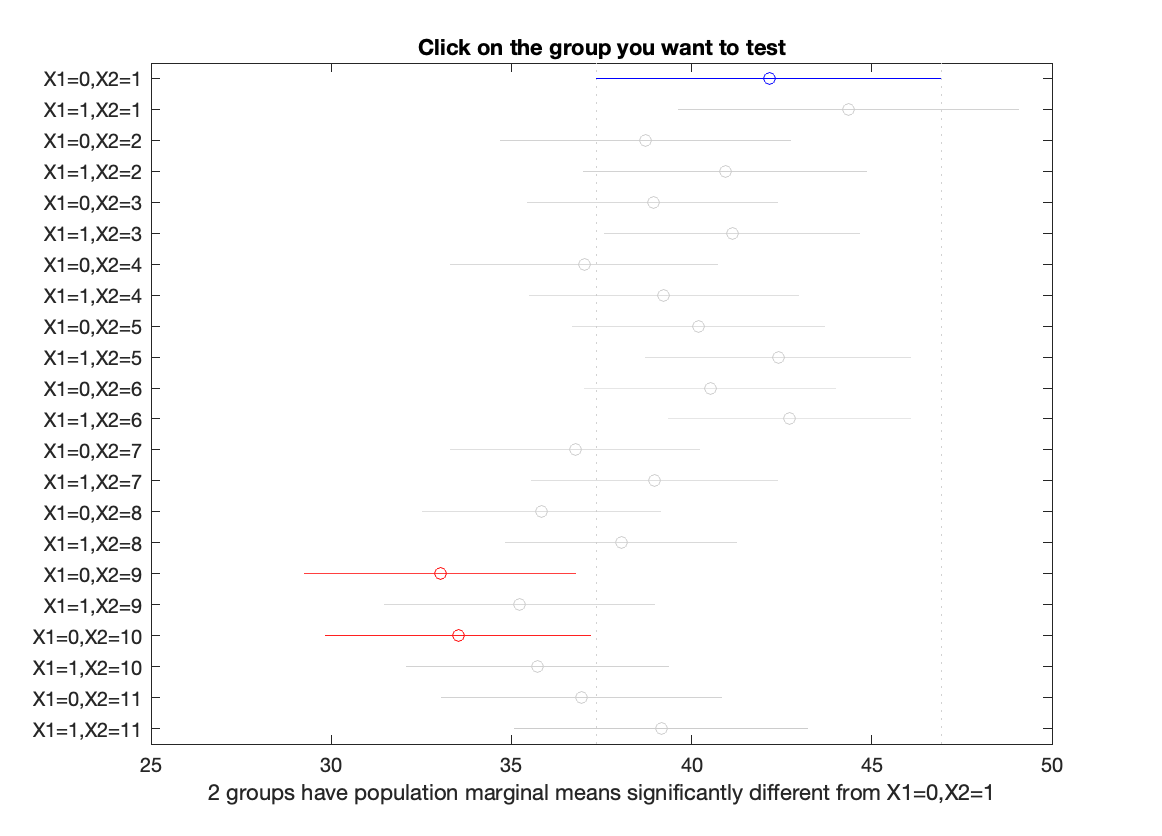 Click on the group you want to test
X1=0,X2=1
X1=1,X2=1
X1=0,X2=2
X1=1,X2=2
X1=0,X2=3
X1=1,X2=3
X1=0,X2=4
X1=1,X2=4
X1=0,X2=5
X1=1,X2=5
X1=0,X2=6
X1=1,X2=6
X1=0,X2=7
X1=1,X2=7
X1=0,X2=8
X1=1,X2=8
X1=0,X2=9
X1=1,X2=9
X1=0,X2=10
X1=1,X2=10
X1=0,X2=11
X1=1,X2=11
25 30 35 40 45 50
2 groups have population marginal means significantly different from X1=0,X2=1